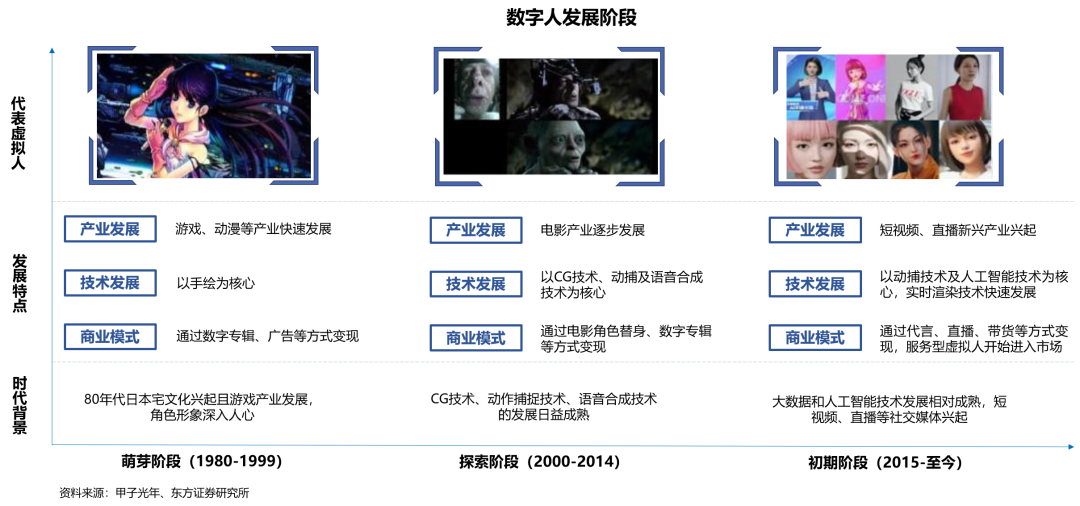 数字人发展阶段
代表虚拟人
发展特点
产业发展
游戏、动漫等产业快速发展
产业发展
电影产业逐步发展
产业发展
短视频、直播新兴产业兴起
技术发展
以手绘为核心
技术发展
以CG技术、动捕及语音合成
技术为核心
技术发展
以动捕技术及人工智能技术为核
心，实时渲染技术快速发展
商业模式
通过数字专辑、广告等方式变现
商业模式
通过电影角色替身、数字专辑
等方式变现
商业模式
通过代言、直播、带货等方式变
现，服务型虚拟人开始进入市场
时代背景
80年代日本宅文化兴起且游戏产业发展，
角色形象深入人心
CG技术、动作捕捉技术、语音合成技术
的发展日益成熟
大数据和人工智能技术发展相对成熟，短
视频、直播等社交媒体兴起
萌芽阶段（1980-1999）
探索阶段（2000-2014）
初期阶段（2015-至今）
资料来源：甲子光年、东方证券研究所